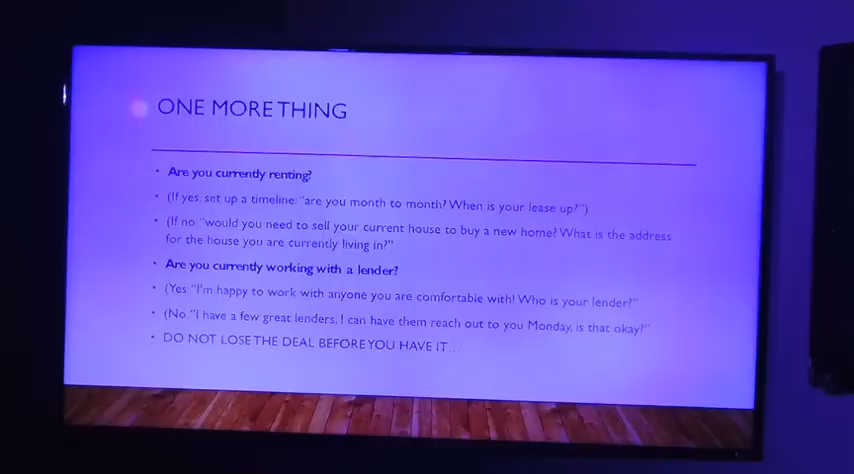 ONE MORE THING
• Are you currently renting?
• (If yes, set up a timeline "are you month to month? When is your lease up?")
• (If no "would you need to sell your current house to buy a new home? What is the address
for the house you are currently living in?"
• Are you currently working with a lender?
• (Yes "I'm happy to work with anyone you are comfortable with! Who is your lender?"
• (No "I have a few great lenders, I can have them reach out to you Monday, is that okay?"
• DO NOT LOSE THE DEAL BEFORE YOU HAVE IT...